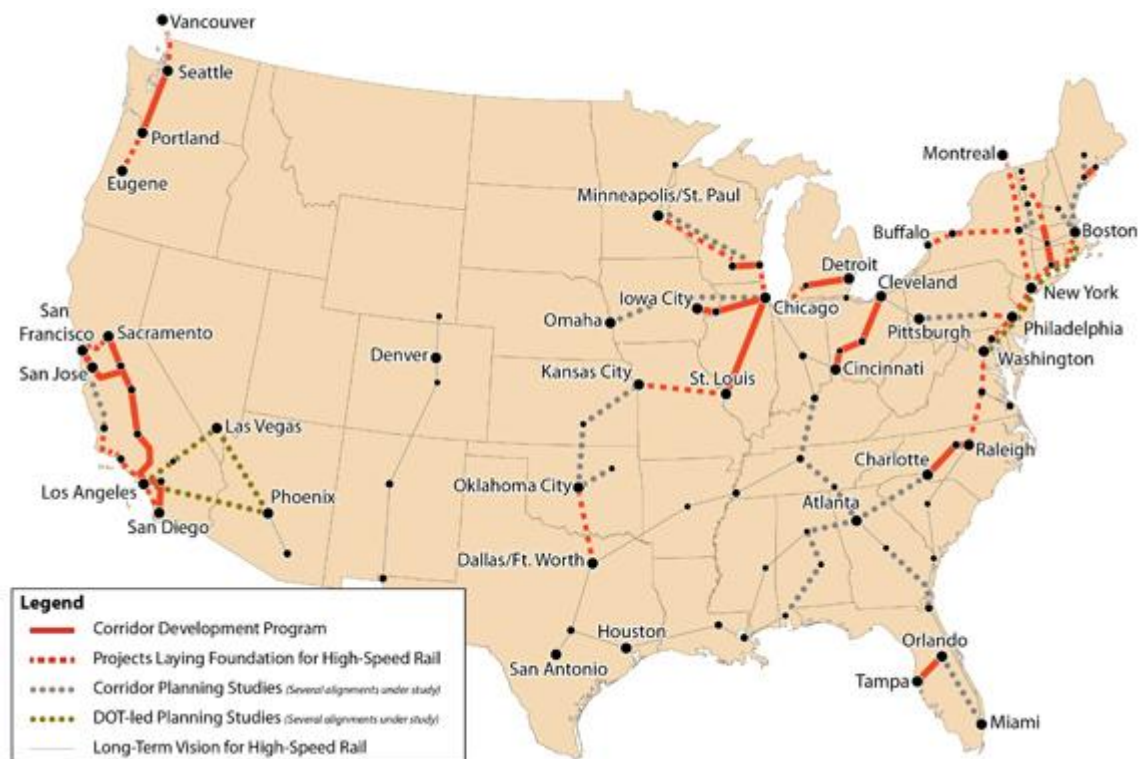 Vancouver
Seattle
Portland
Eugene
Montreal
Minneapolis/St. Paul
Buffalo
Boston
Detroit
Cleveland
New York
Iowa City
Chicago
San
Francisco
Sacramento
Omaha
Pittsburgh
Philadelphia
Washington
Denver
San Jose
Kansas City
St. Louis
Cincinnati
Las Vegas
Charlotte
Raleigh
Los Angeles
Phoenix
Oklahoma City
Atlanta
San Diego
Dallas/Ft. Worth
Houston
Orlando
San Antonio
Tampa
Miami
Legend
Corridor Development Program
Projects Laying Foundation for High-Speed Rail
Corridor Planning Studies (Several alignments under study)
DOT-led Planning Studies (Several alignments under study)
Long-Term Vision for High-Speed Rail